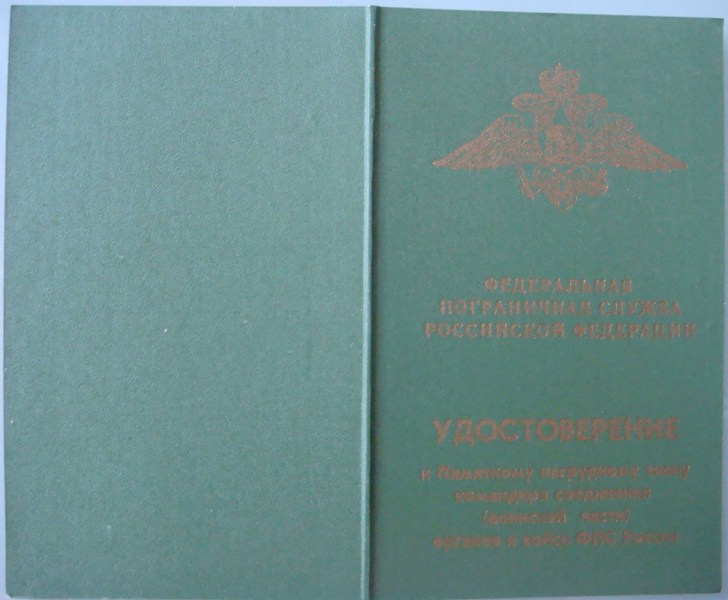 ФЕДЕРАЛЬНАЯ
ПОГРАНИЧНАЯ СЛУЖБА
РОССИЙСКОЙ ФЕДЕРАЦИИ
УДОСТОВЕРЕНИЕ
к Памятному нагрудному знаку
командира соединения
(воинской части)
органов и войск ФПС России